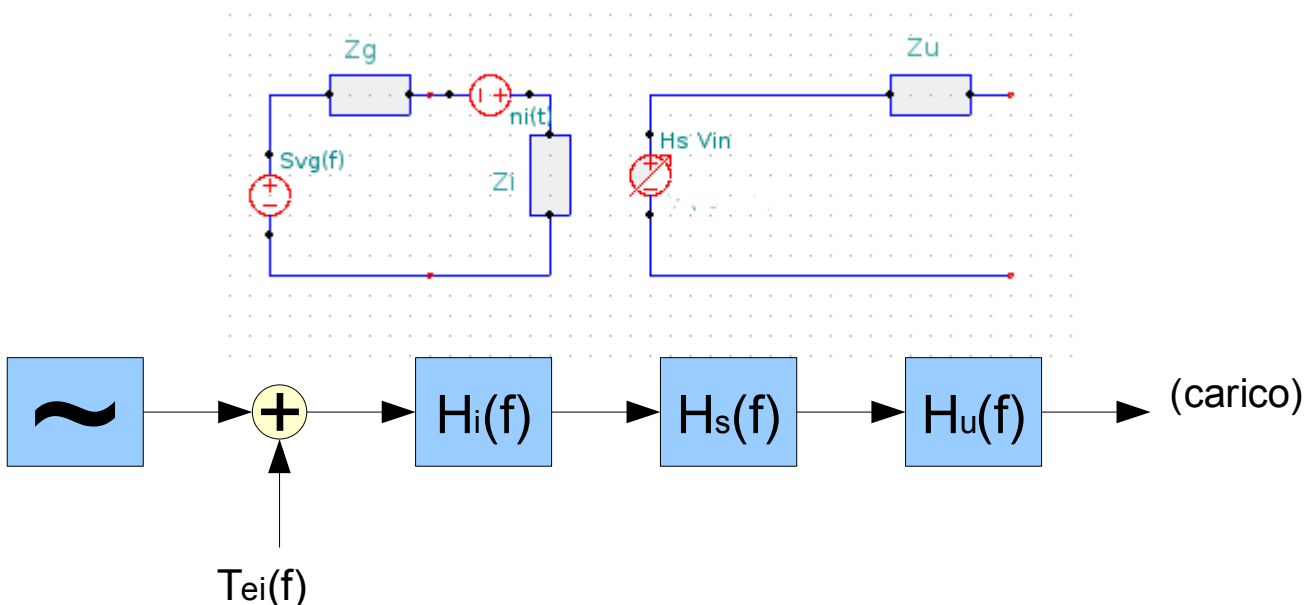 Zg
Zu
ni(t)
Hs Vin
Svg(f)
Zi
~
+
Hi(f)
Hs(f)
Hu(f)
(carico)
Tei(f)